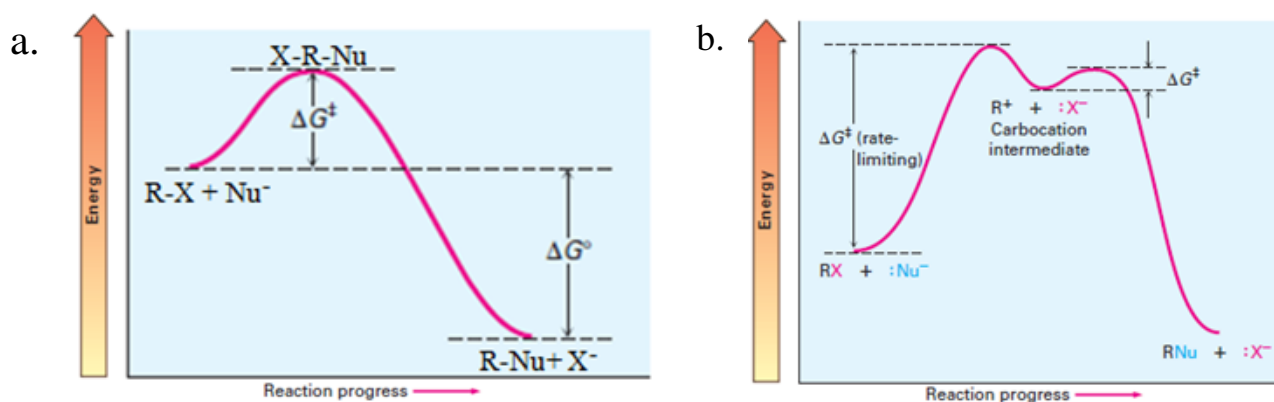 a.
X-R-Nu
ΔG‡
R-X + Nu⁻
ΔG°
R-Nu+ X⁻
Energy
Reaction progress
b.
ΔG‡
R⁺ + :X⁻
Carbocation
intermediate
ΔG‡ (rate-
limiting)
RX + :Nu⁻
RNu + :X⁻
Energy
Reaction progress